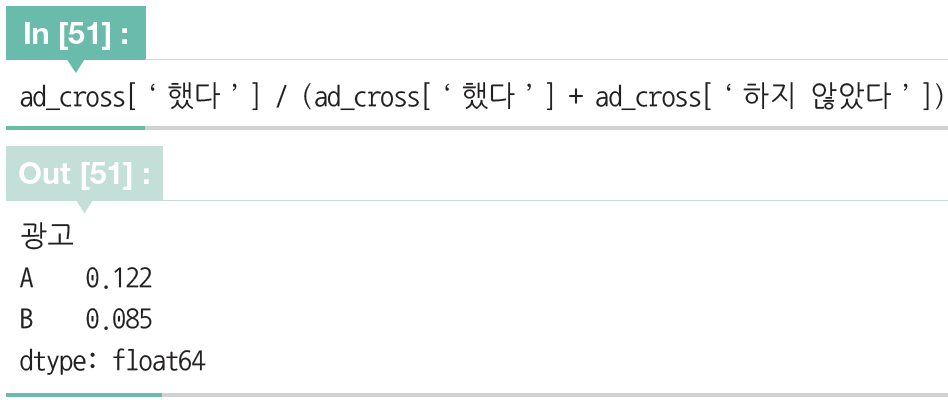 In [51] :
ad_cross[ ‘ 했다 ’ ] / (ad_cross[ ‘ 했다 ’ ] + ad_cross[ ‘ 하지 않았다 ’ ])
Out [51] :
광고
A 0.122
B 0.085
dtype: float64